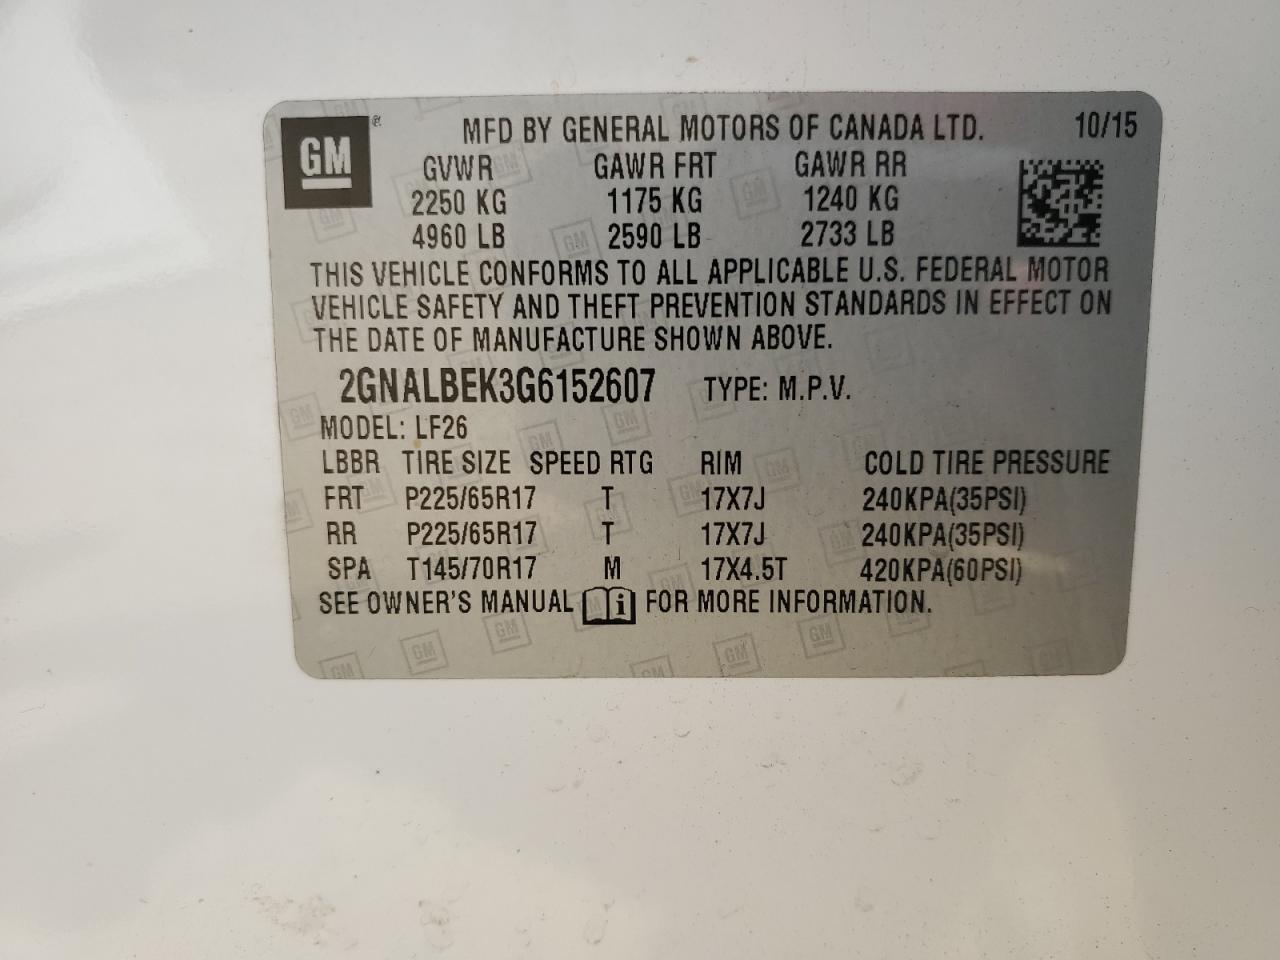 GM
MFD BY GENERAL MOTORS OF CANADA LTD. 10/15
GVWR GAWR FRT GAWR RR
2250 KG 1175 KG 1240 KG
4960 LB 2590 LB 2733 LB
THIS VEHICLE CONFORMS TO ALL APPLICABLE U.S. FEDERAL MOTOR
VEHICLE SAFETY AND THEFT PREVENTION STANDARDS IN EFFECT ON
THE DATE OF MANUFACTURE SHOWN ABOVE.
2GNALBEK3G6152607 TYPE: M.P.V.
MODEL: LF26
LBBR TIRE SIZE SPEED RTG RIM COLD TIRE PRESSURE
FRT P225/65R17 T 17X7J 240KPA(35PSI)
RR P225/65R17 T 17X7J 240KPA(35PSI)
SPA T145/70R17 M 17X4.5T 420KPA(60PSI)
SEE OWNER'S MANUAL i FOR MORE INFORMATION.